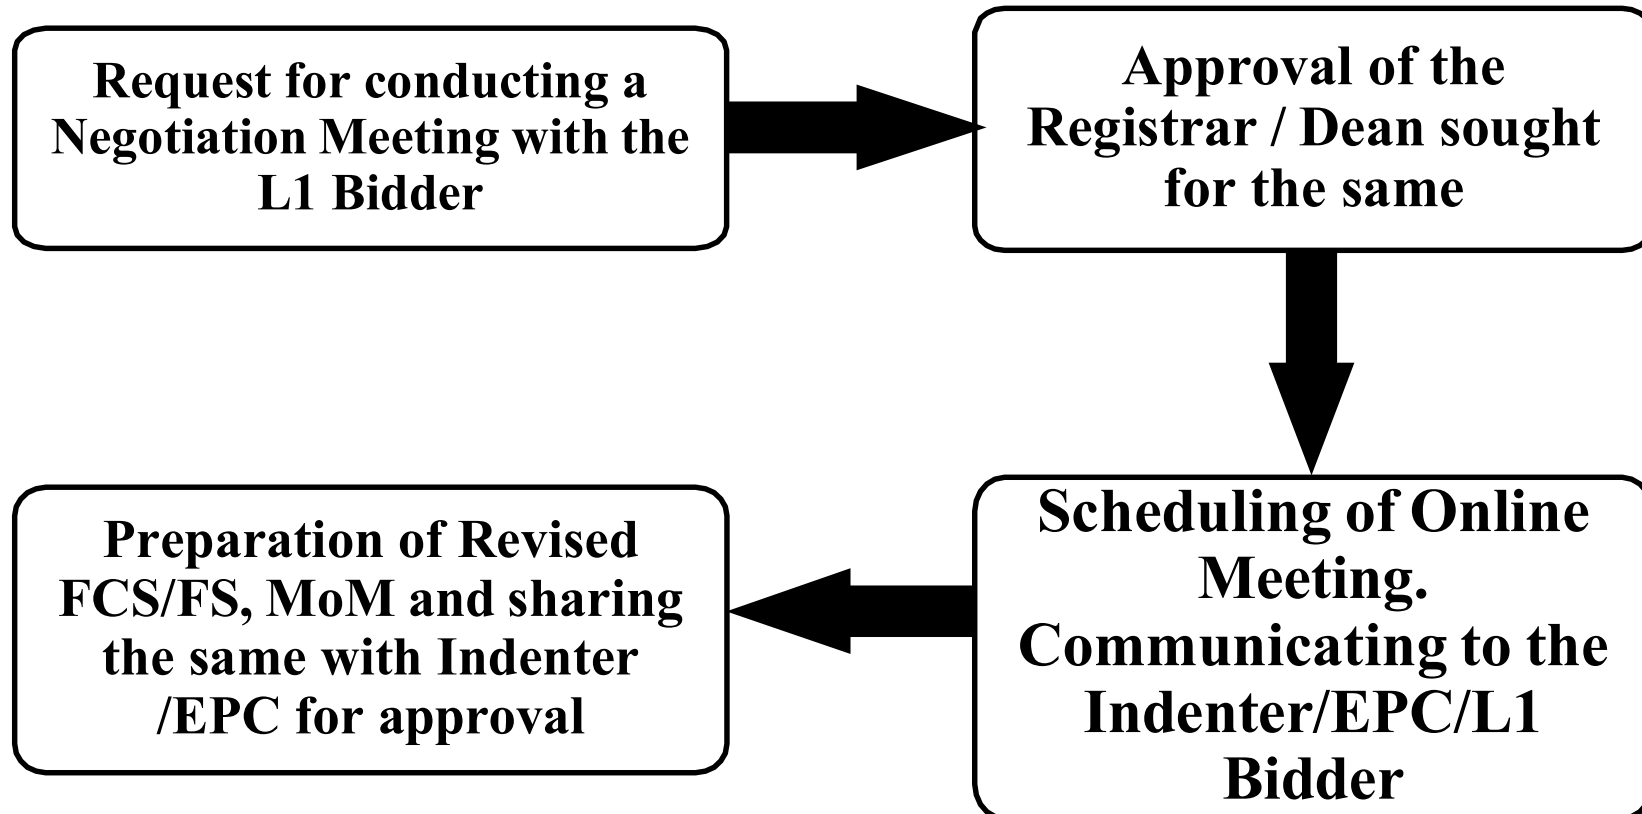 Request for conducting a
Negotiation Meeting with the
L1 Bidder
Approval of the
Registrar / Dean sought
for the same
Scheduling of Online
Meeting.
Communicating to the
Indenter/EPC/L1
Bidder
Preparation of Revised
FCS/FS, MoM and sharing
the same with Indenter
/EPC for approval